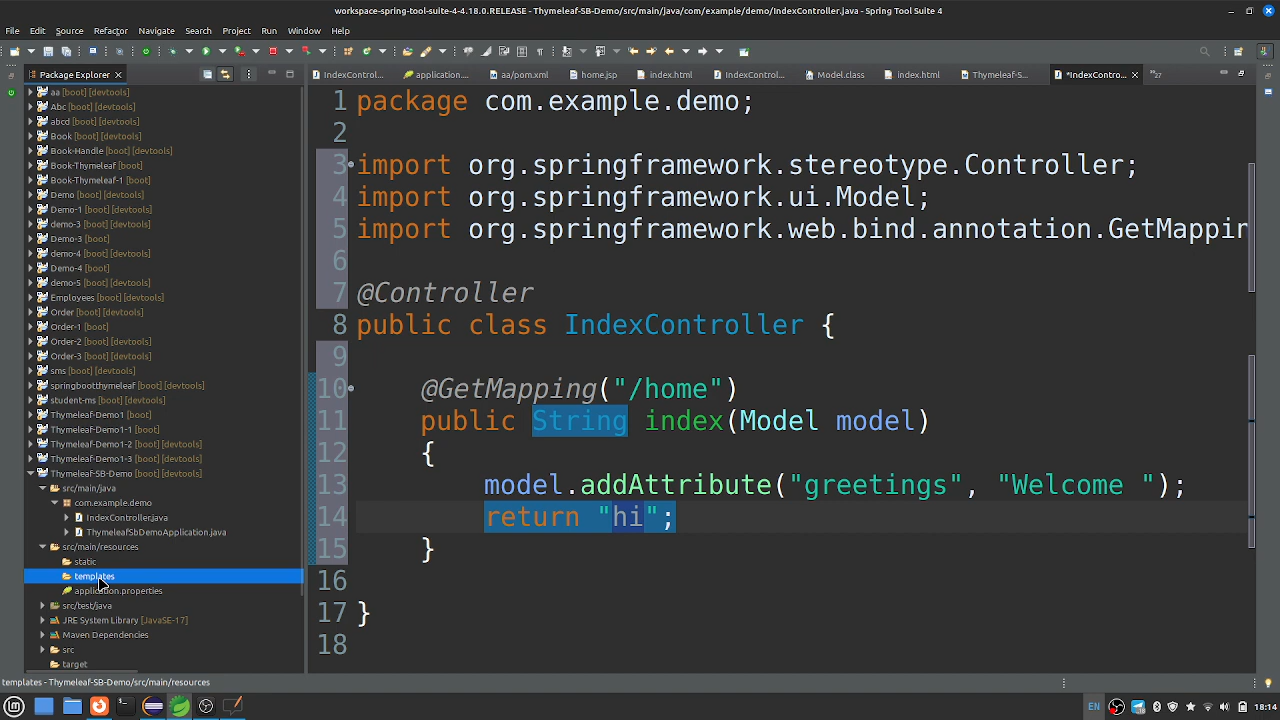 workspace-spring-tool-suite-4-4.18.0.RELEASE - Thymeleaf-SB-Demo/src/main/java/com/example/demo/IndexController.java - Spring Tool Suite 4
File Edit Source Refactor Navigate Search Project Run Window Help
Package Explorer
IndexControl... application.... aa/pom.xml home.jsp index.html IndexControl... Model.class index.html Thymeleaf-S... *IndexContro... »27
aa [boot] [devtools]
Abc [boot] [devtools]
abcd [boot] [devtools]
Book [boot] [devtools]
Book-Handle [boot] [devtools]
Book-Thymeleaf [boot]
Book-Thymeleaf-1 [boot]
Demo [boot] [devtools]
Demo-1 [boot] [devtools]
demo-3 [boot] [devtools]
Demo-3 [boot]
demo-4 [boot] [devtools]
Demo-4 [boot]
demo-5 [boot] [devtools]
Employees [boot] [devtools]
Order [boot] [devtools]
Order-1 [boot]
Order-2 [boot] [devtools]
Order-3 [boot] [devtools]
sms [boot] [devtools]
springbootthymeleaf [boot] [devtools]
student-ms [boot] [devtools]
Thymeleaf-Demo1 [boot]
Thymeleaf-Demo1-1 [boot]
Thymeleaf-Demo1-2 [boot] [devtools]
Thymeleaf-Demo1-3 [boot] [devtools]
Thymeleaf-SB-Demo [boot] [devtools]
src/main/java
com.example.demo
IndexController.java
ThymeleafSbDemoApplication.java
src/main/resources
static
templates
application.properties
src/test/java
JRE System Library [JavaSE-17]
Maven Dependencies
src
target
1 package com.example.demo;
2
3 import org.springframework.stereotype.Controller;
4 import org.springframework.ui.Model;
5 import org.springframework.web.bind.annotation.GetMappin
6
7 @Controller
8 public class IndexController {
9
10 @GetMapping("/home")
11 public String index(Model model)
12 {
13 model.addAttribute("greetings", "Welcome ");
14 return "hi";
15 }
16
17 }
18
templates - Thymeleaf-SB-Demo/src/main/resources
EN 18:14